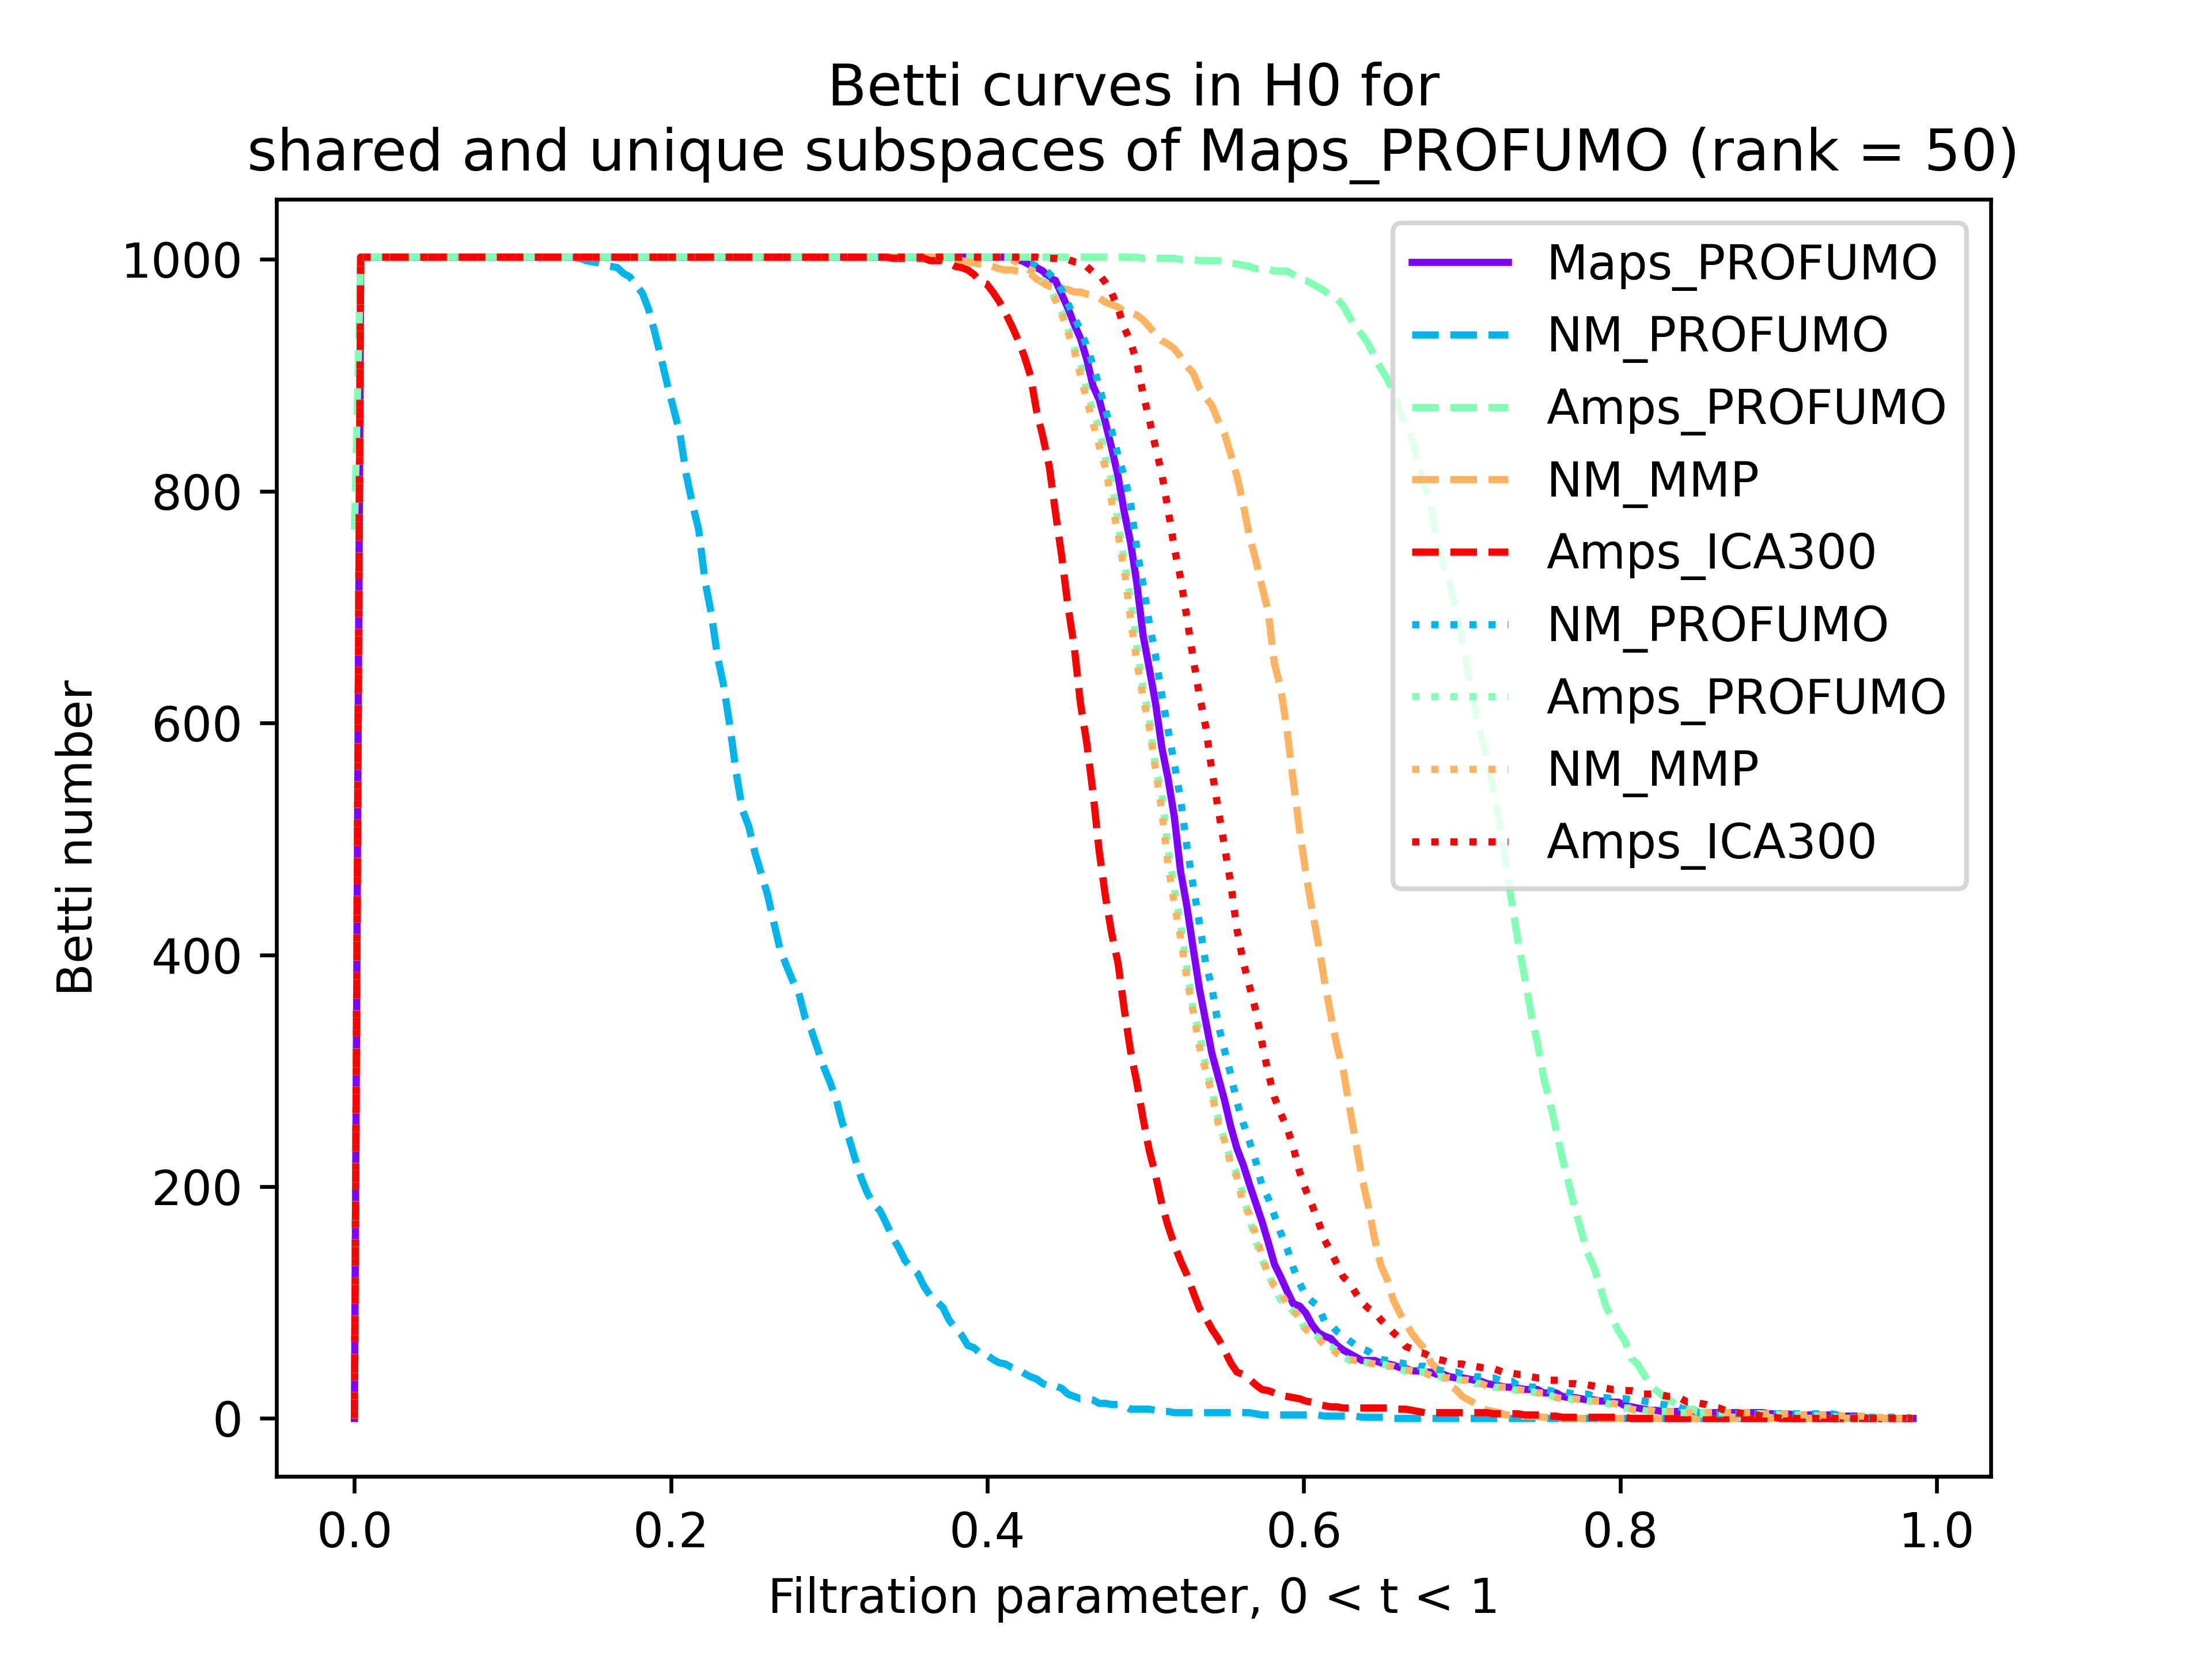 Betti curves in H0 for
shared and unique subspaces of Maps_PROFUMO (rank = 50)
Betti number
1000
800
600
400
200
0
Maps_PROFUMO
NM_PROFUMO
Amps_PROFUMO
NM_MMP
Amps_ICA300
NM_PROFUMO
Amps_PROFUMO
NM_MMP
Amps_ICA300
0.0 0.2 0.4 0.6 0.8 1.0
Filtration parameter, 0 < t < 1